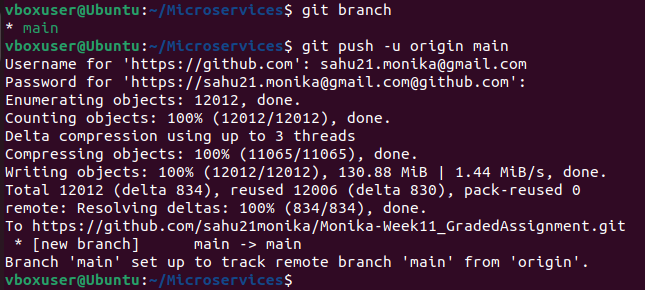 vboxuser@Ubuntu:~/Microservices$ git branch
* main
vboxuser@Ubuntu:~/Microservices$ git push -u origin main
Username for 'https://github.com': sahu21.monika@gmail.com
Password for 'https://sahu21.monika@gmail.com@github.com':
Enumerating objects: 12012, done.
Counting objects: 100% (12012/12012), done.
Delta compression using up to 3 threads
Compressing objects: 100% (11065/11065), done.
Writing objects: 100% (12012/12012), 130.88 MiB | 1.44 MiB/s, done.
Total 12012 (delta 834), reused 12006 (delta 830), pack-reused 0
remote: Resolving deltas: 100% (834/834), done.
To https://github.com/sahu21monika/Monika-Week11_GradedAssignment.git
 * [new branch]      main -> main
Branch 'main' set up to track remote branch 'main' from 'origin'.
vboxuser@Ubuntu:~/Microservices$